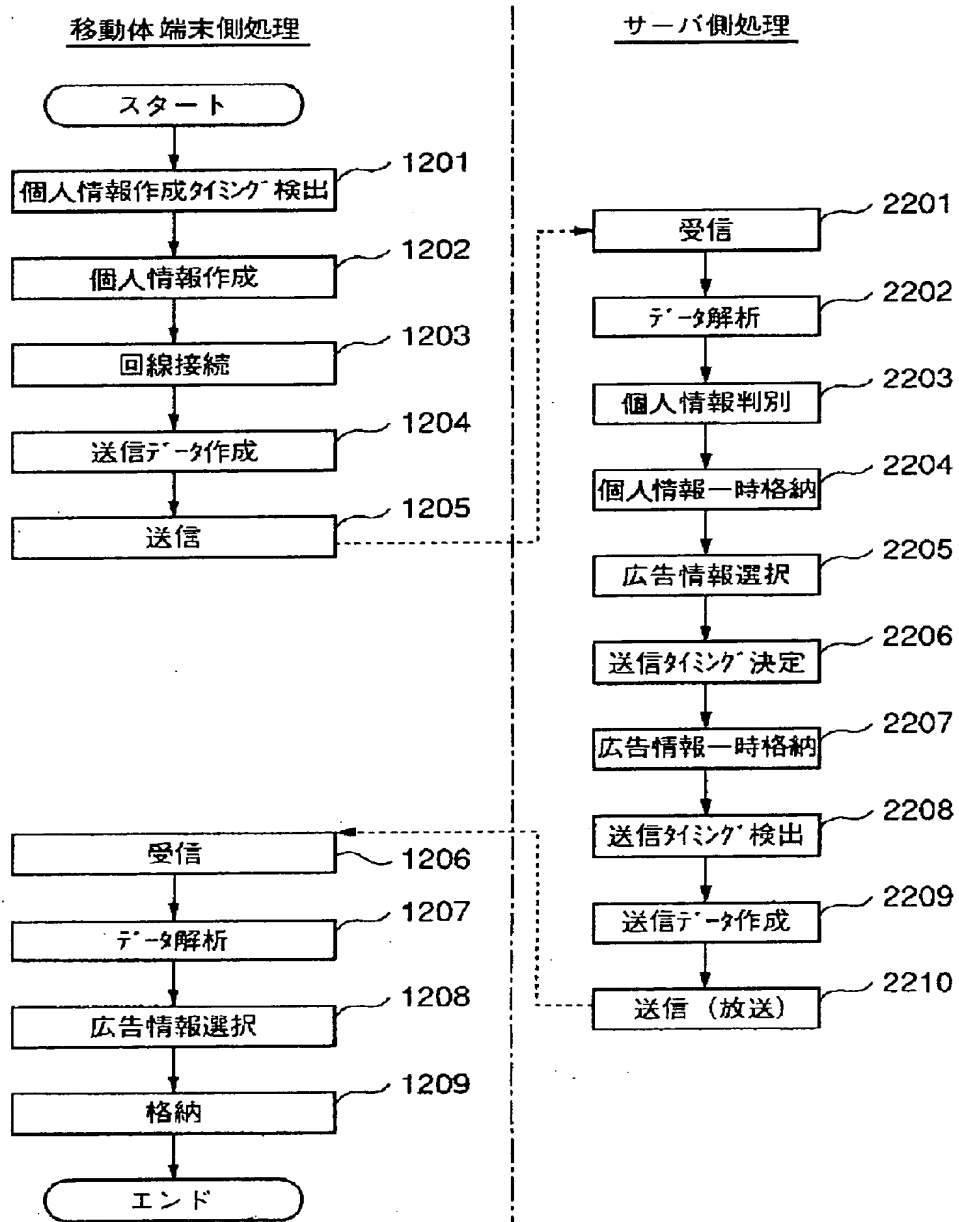 移動体端末側処理
スタート
1201
個人情報作成タイミング検出
1202
個人情報作成
1203
回線接続
1204
送信データ作成
1205
送信
1206
受信
1207
データ解析
1208
広告情報選択
1209
格納
エンド
サーバ側処理
2201
受信
2202
データ解析
2203
個人情報判別
2204
個人情報一時格納
2205
広告情報選択
2206
送信タイミング決定
2207
広告情報一時格納
2208
送信タイミング検出
2209
送信データ作成
2210
送信（放送）